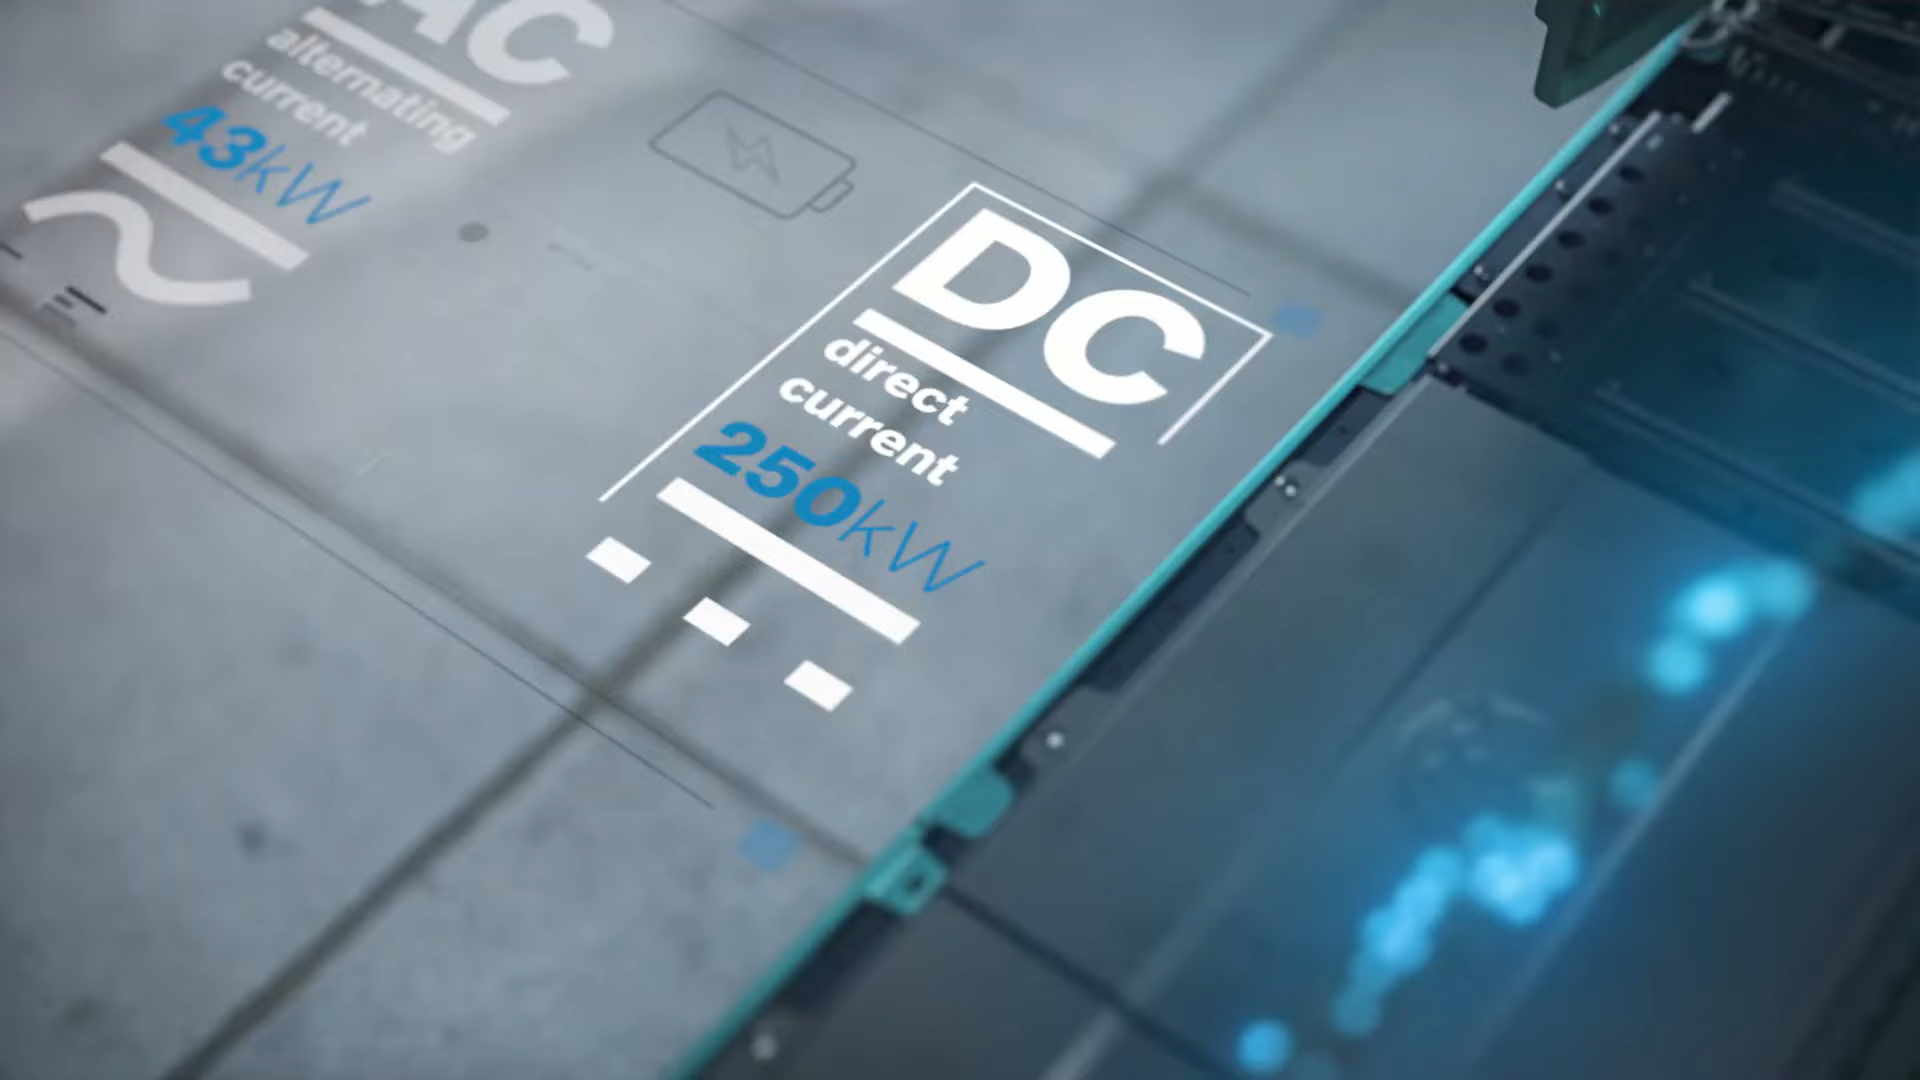 AC
alternating
current
43kW
DC
direct
current
250kW